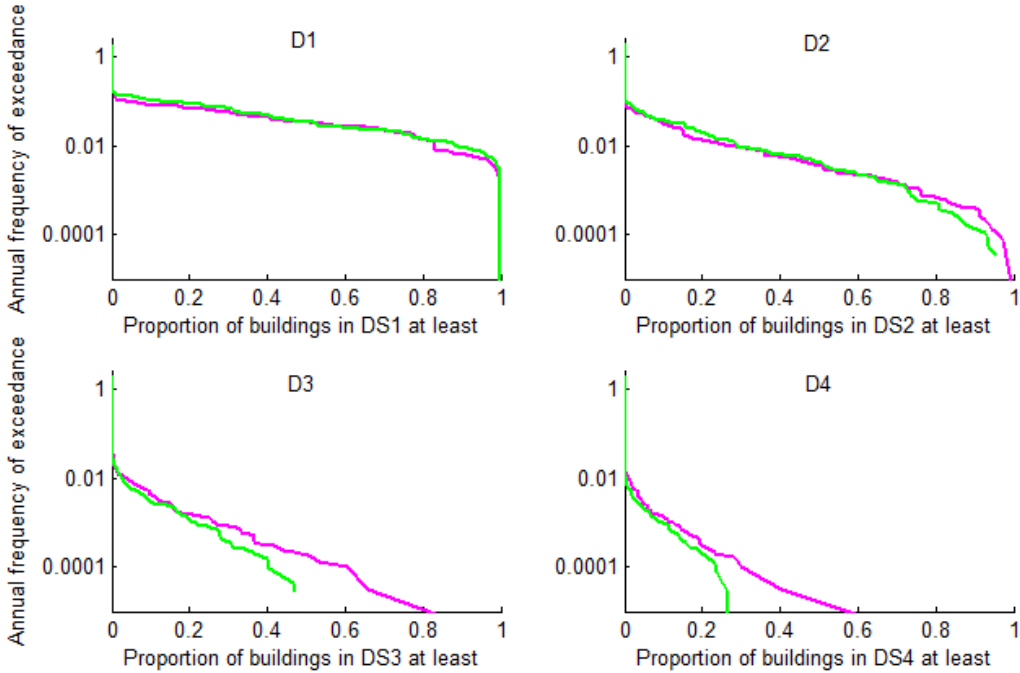 D1
Annual frequency of exceedance
1
0.01
0.0001
0 0.2 0.4 0.6 0.8 1
Proportion of buildings in DS1 at least
D2
1
0.01
0.0001
0 0.2 0.4 0.6 0.8 1
Proportion of buildings in DS2 at least
D3
Annual frequency of exceedance
1
0.01
0.0001
0 0.2 0.4 0.6 0.8 1
Proportion of buildings in DS3 at least
D4
1
0.01
0.0001
0 0.2 0.4 0.6 0.8 1
Proportion of buildings in DS4 at least